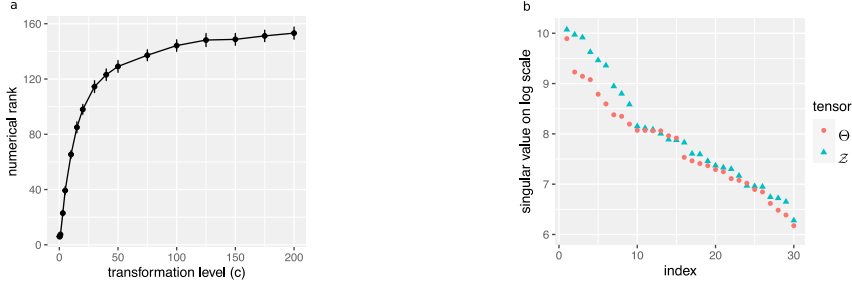 a
160
120
80
40
0
numerical rank
0 50 100 150 200
transformation level (c)
b
10
9
8
7
6
singular value on log scale
0 10 20 30
index
tensor
Θ
𝒵